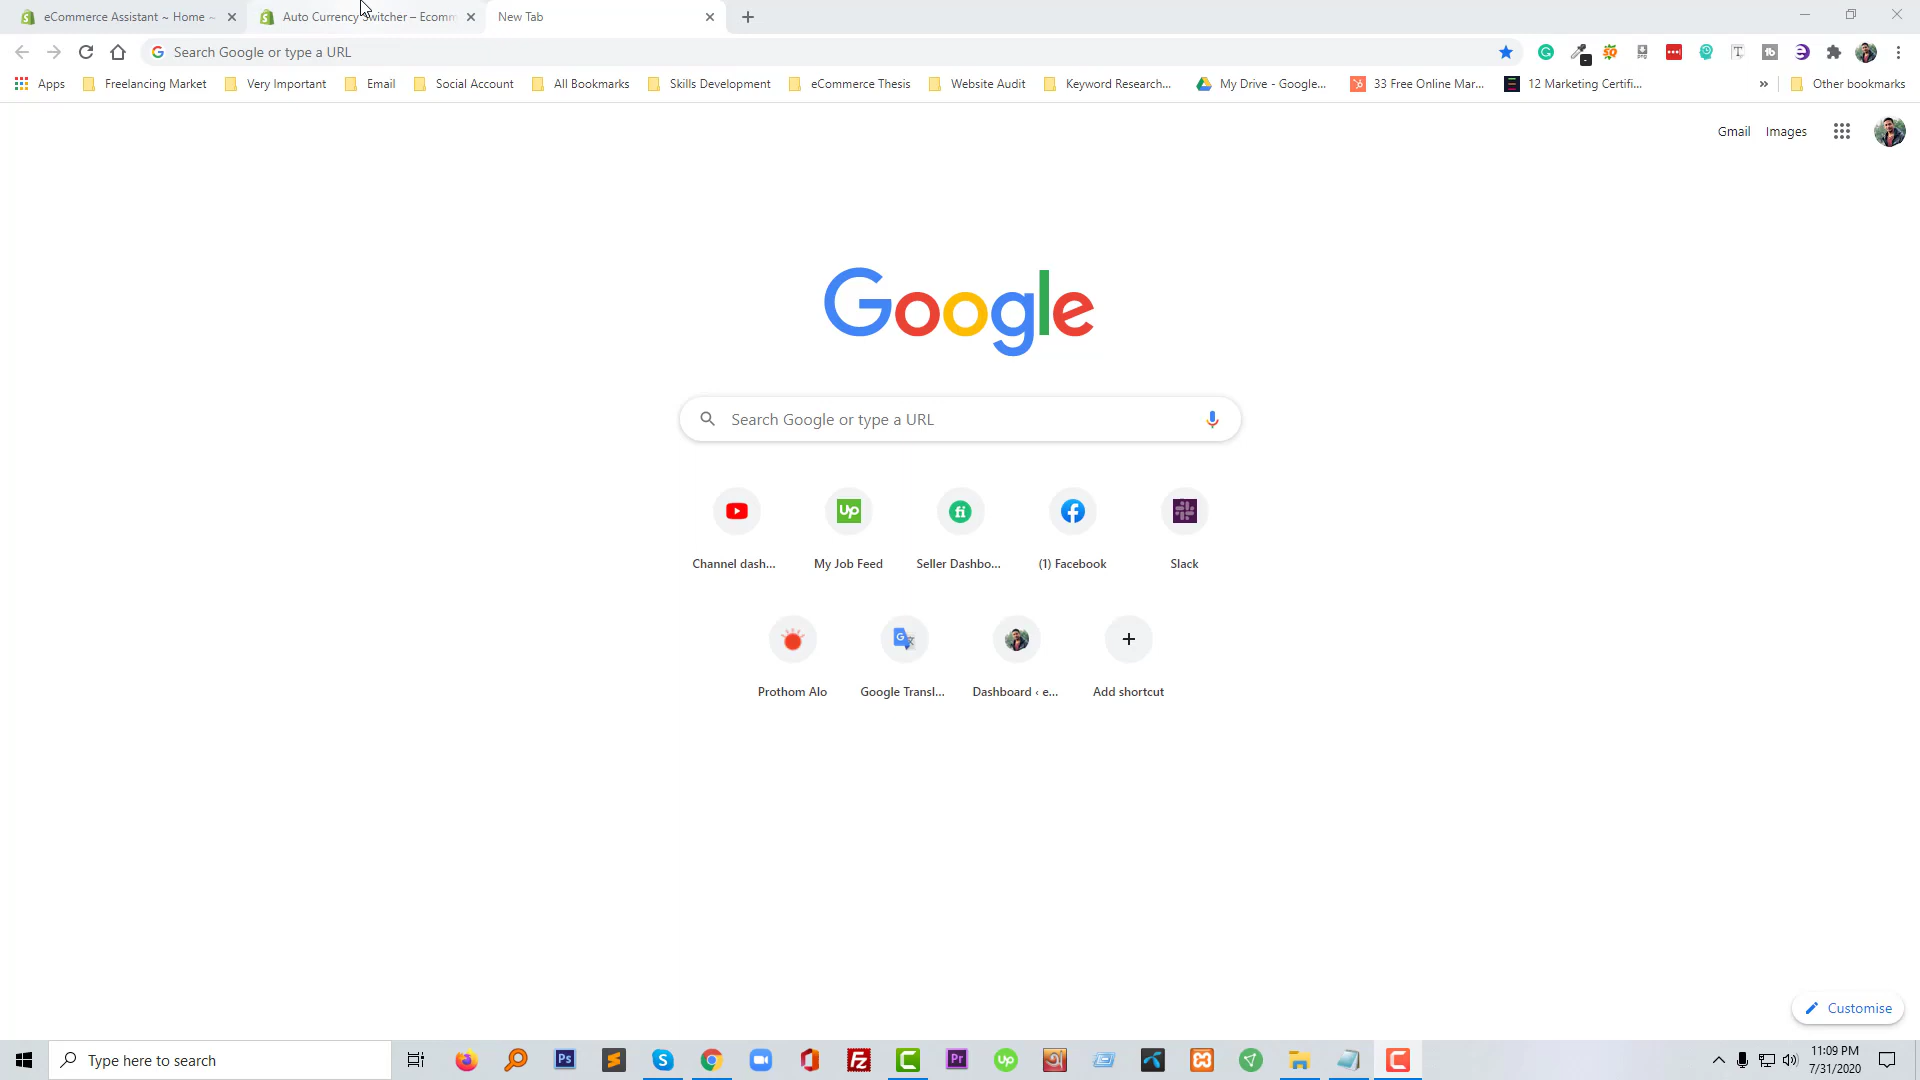 eCommerce Assistant ~ Home ~
Auto Currency Switcher – Ecomm
New Tab
Search Google or type a URL
Apps
Freelancing Market
Very Important
Email
Social Account
All Bookmarks
Skills Development
eCommerce Thesis
Website Audit
Keyword Research...
My Drive - Google...
33 Free Online Mar...
12 Marketing Certifi...
»
Other bookmarks
Gmail
Images
Google
Search Google or type a URL
Channel dash...
My Job Feed
Seller Dashbo...
(1) Facebook
Slack
Prothom Alo
Google Transl...
Dashboard ‹ e...
Add shortcut
Customise
Type here to search
11:09 PM
7/31/2020